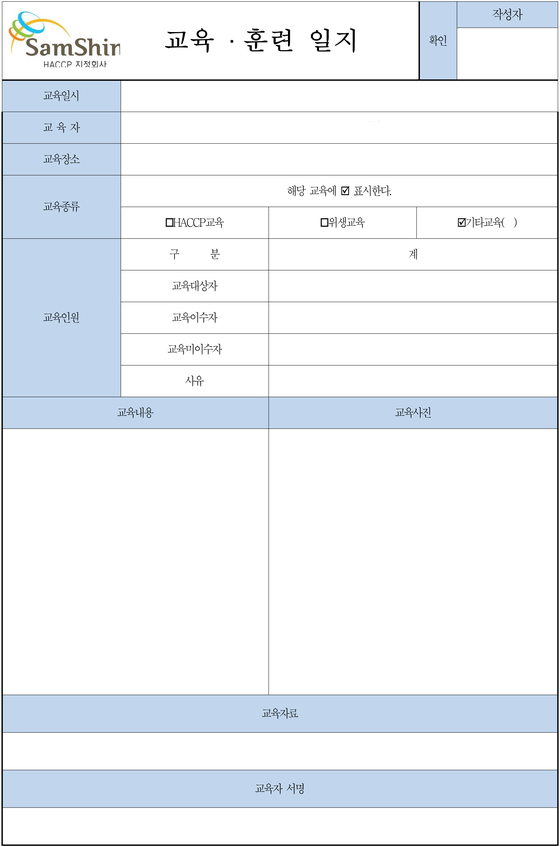 SamShin
HACCP 지정회사
교육 · 훈련 일지
확인
작성자
교육일시
교 육 자
교육장소
교육종류
해당 교육에 ☑ 표시한다.
☐HACCP교육
☐위생교육
☑기타교육( )
교육인원
구 분
계
교육대상자
교육이수자
교육미이수자
사유
교육내용
교육사진
교육자료
교육자 서명